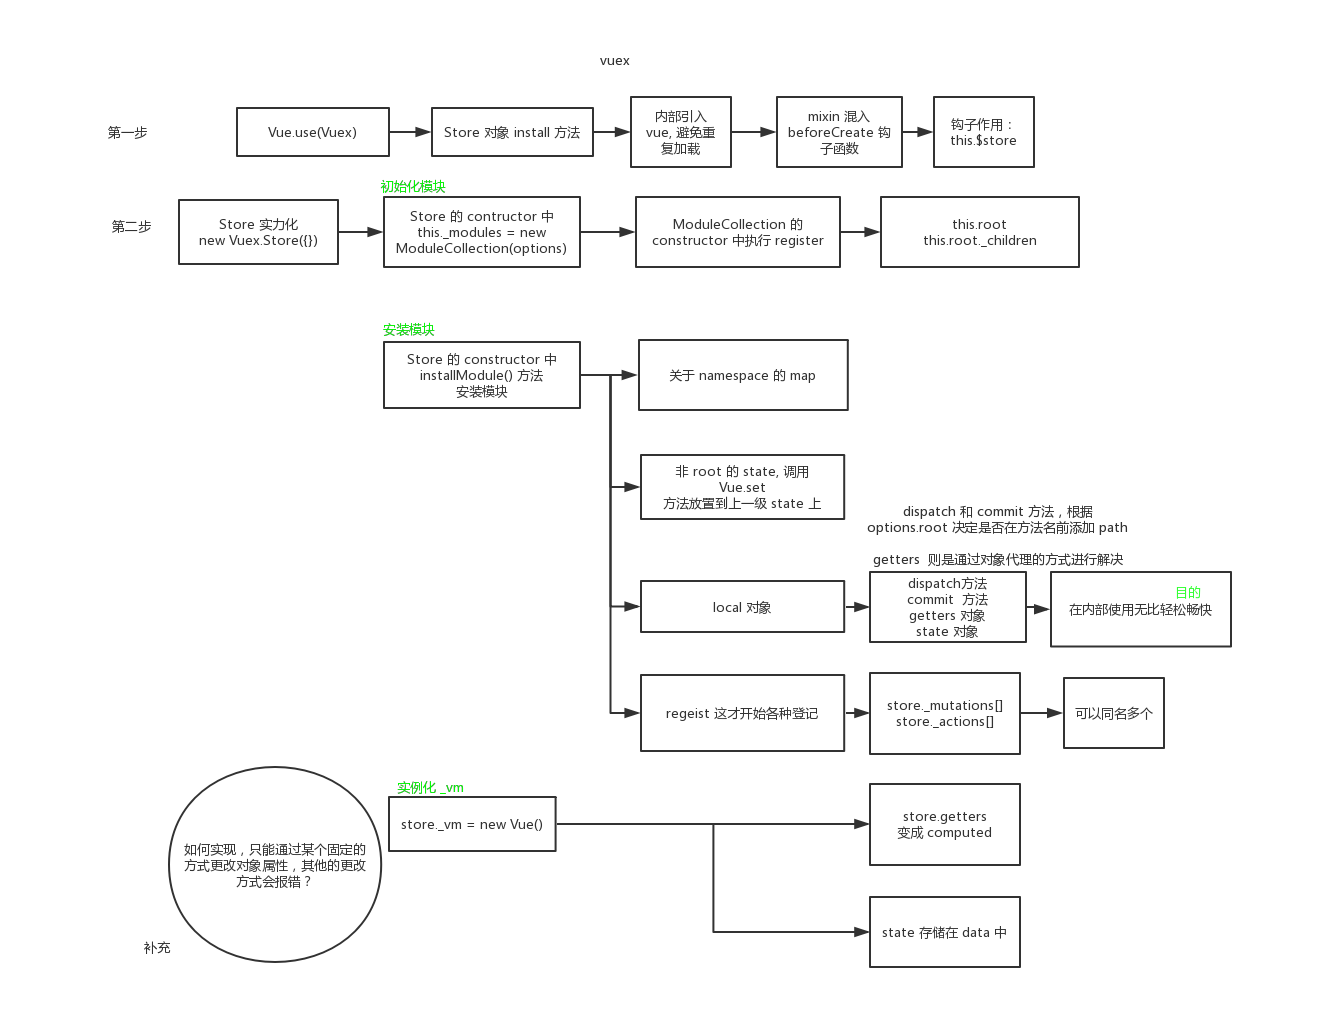 vuex
第一步
Vue.use(Vuex)
Store 对象 install 方法
内部引入
vue, 避免重
复加载
mixin 混入
beforeCreate 钩
子函数
钩子作用：
this.$store
第二步
Store 实力化
new Vuex.Store({})
初始化模块
Store 的 contructor 中
this._modules = new
ModuleCollection(options)
ModuleCollection 的
constructor 中执行 register
this.root
this.root._children
安装模块
Store 的 constructor 中
installModule() 方法
安装模块
关于 namespace 的 map
非 root 的 state, 调用
Vue.set
方法放置到上一级 state 上
dispatch 和 commit 方法，根据
options.root 决定是否在方法名前添加 path
getters  则是通过对象代理的方式进行解决
local 对象
dispatch方法
commit  方法
getters 对象
state 对象
目的
在内部使用无比轻松畅快
regeist 这才开始各种登记
store._mutations[]
store._actions[]
可以同名多个
实例化 _vm
store._vm = new Vue()
store.getters
变成 computed
state 存储在 data 中
如何实现，只能通过某个固定的
方式更改对象属性，其他的更改
方式会报错？
补充